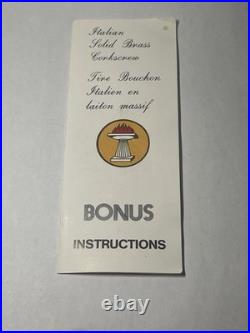 Italian
Solid Brass
Corkscrew
Tire Bouchon
Italien en
laiton massif
BONUS
INSTRUCTIONS